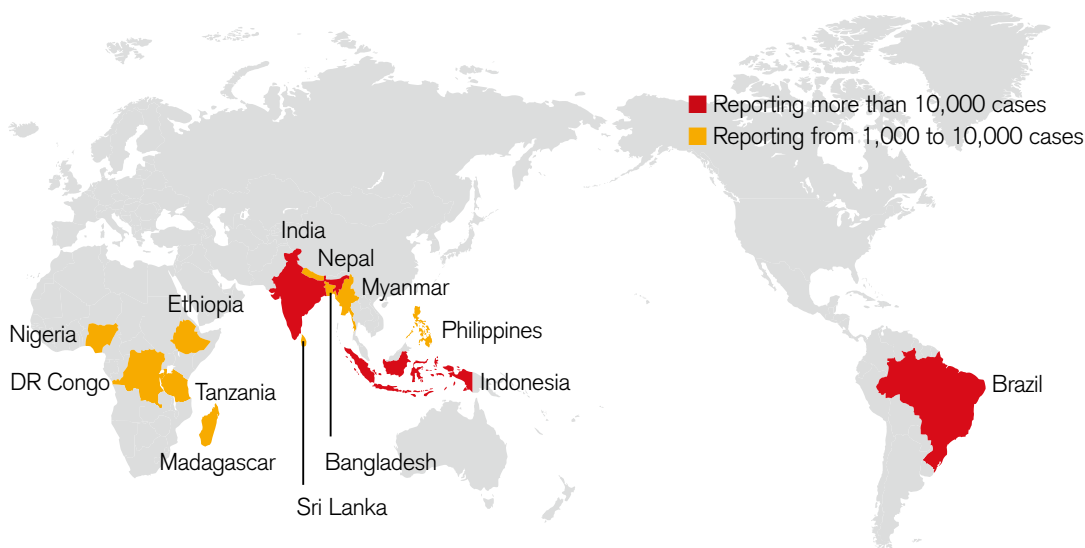 Reporting more than 10,000 cases
Reporting from 1,000 to 10,000 cases
India
Nepal
Myanmar
Ethiopia
Nigeria
Philippines
DR Congo
Tanzania
Indonesia
Brazil
Madagascar
Bangladesh
Sri Lanka